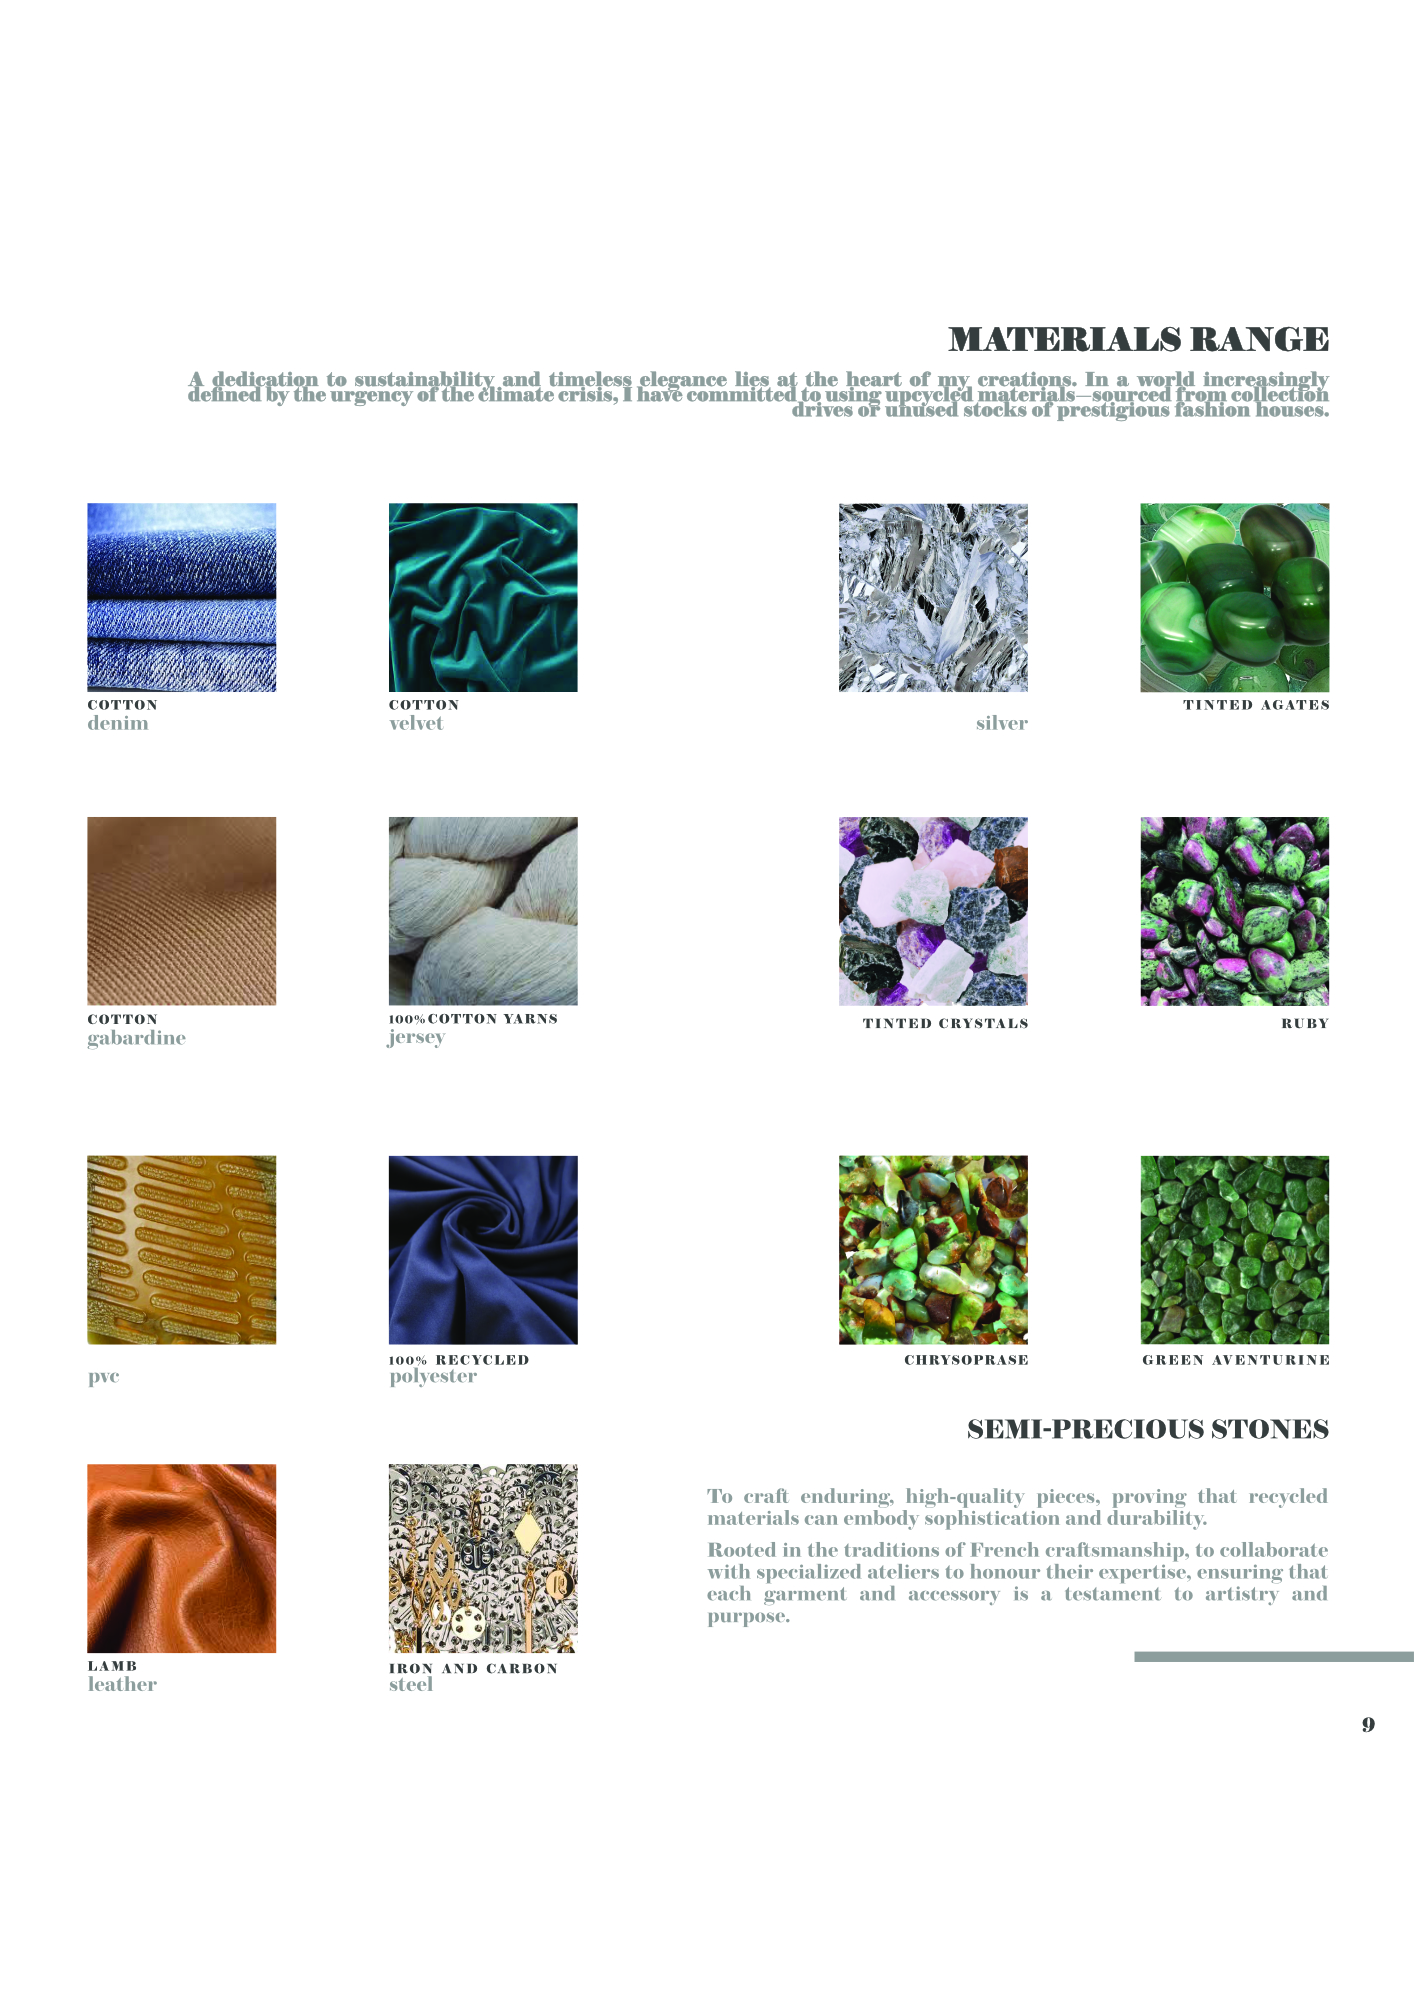 MATERIALS RANGE
A dedication to sustainability and timeless elegance lies at the heart of my creations. In a world increasingly
defined by the urgency of the climate crisis, I have committed to using upcycled materials—sourced from collection
drives or unused stocks of prestigious fashion houses.
COTTON
denim
COTTON
velvet
silver
TINTED AGATES
COTTON
gabardine
100% COTTON YARNS
jersey
TINTED CRYSTALS
RUBY
pvc
100% RECYCLED
polyester
CHRYSOPRASE
GREEN AVENTURINE
LAMB
leather
IRON AND CARBON
steel
SEMI-PRECIOUS STONES
To craft enduring, high-quality pieces, proving that recycled
materials can embody sophistication and durability.
Rooted in the traditions of French craftsmanship, to collaborate
with specialized ateliers to honour their expertise, ensuring that
each garment and accessory is a testament to artistry and
purpose.
9